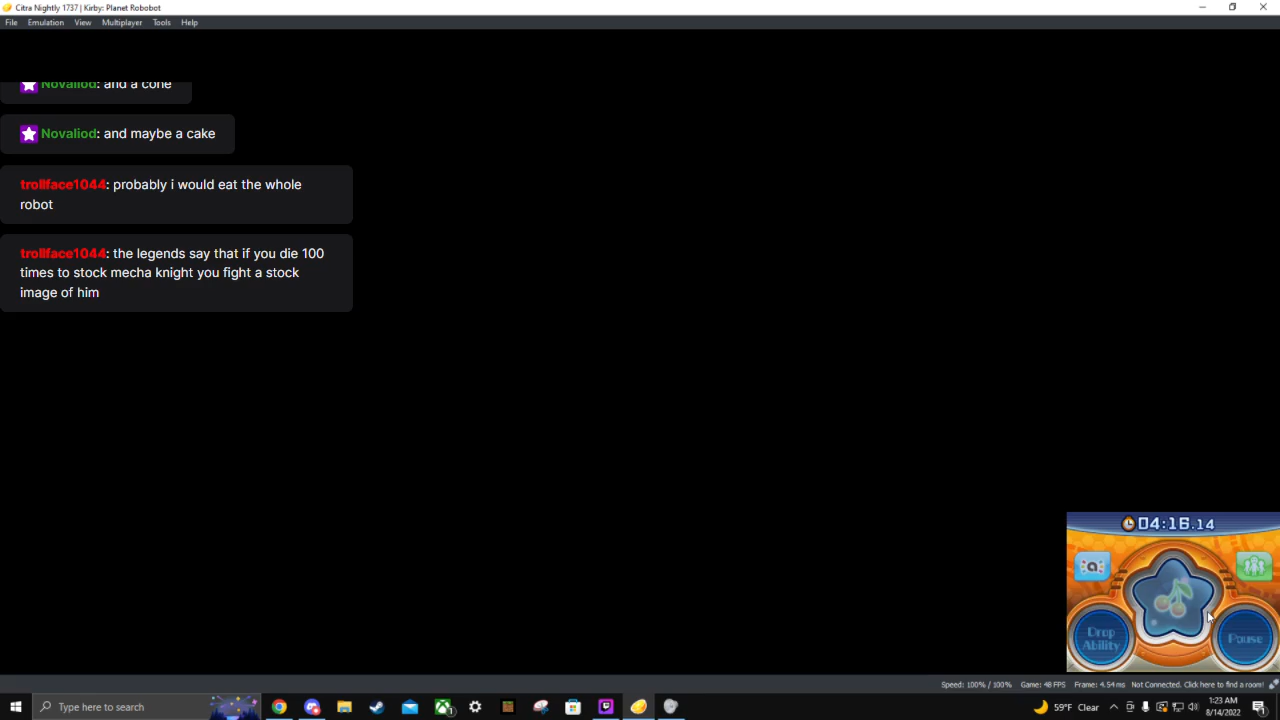 Citra Nightly 1737 | Kirby: Planet Robobot
File Emulation View Multiplayer Tools Help
Novaliod: and a cone
Novaliod: and maybe a cake
trollface1044: probably i would eat the whole
robot
trollface1044: the legends say that if you die 100
times to stock mecha knight you fight a stock
image of him
04:16.14
a
Drop
Ability
Pause
Speed: 100% / 100% Game: 48 FPS Frame: 4.54 ms Not Connected. Click here to find a room!
Type here to search
59°F Clear
1:23 AM
8/14/2022